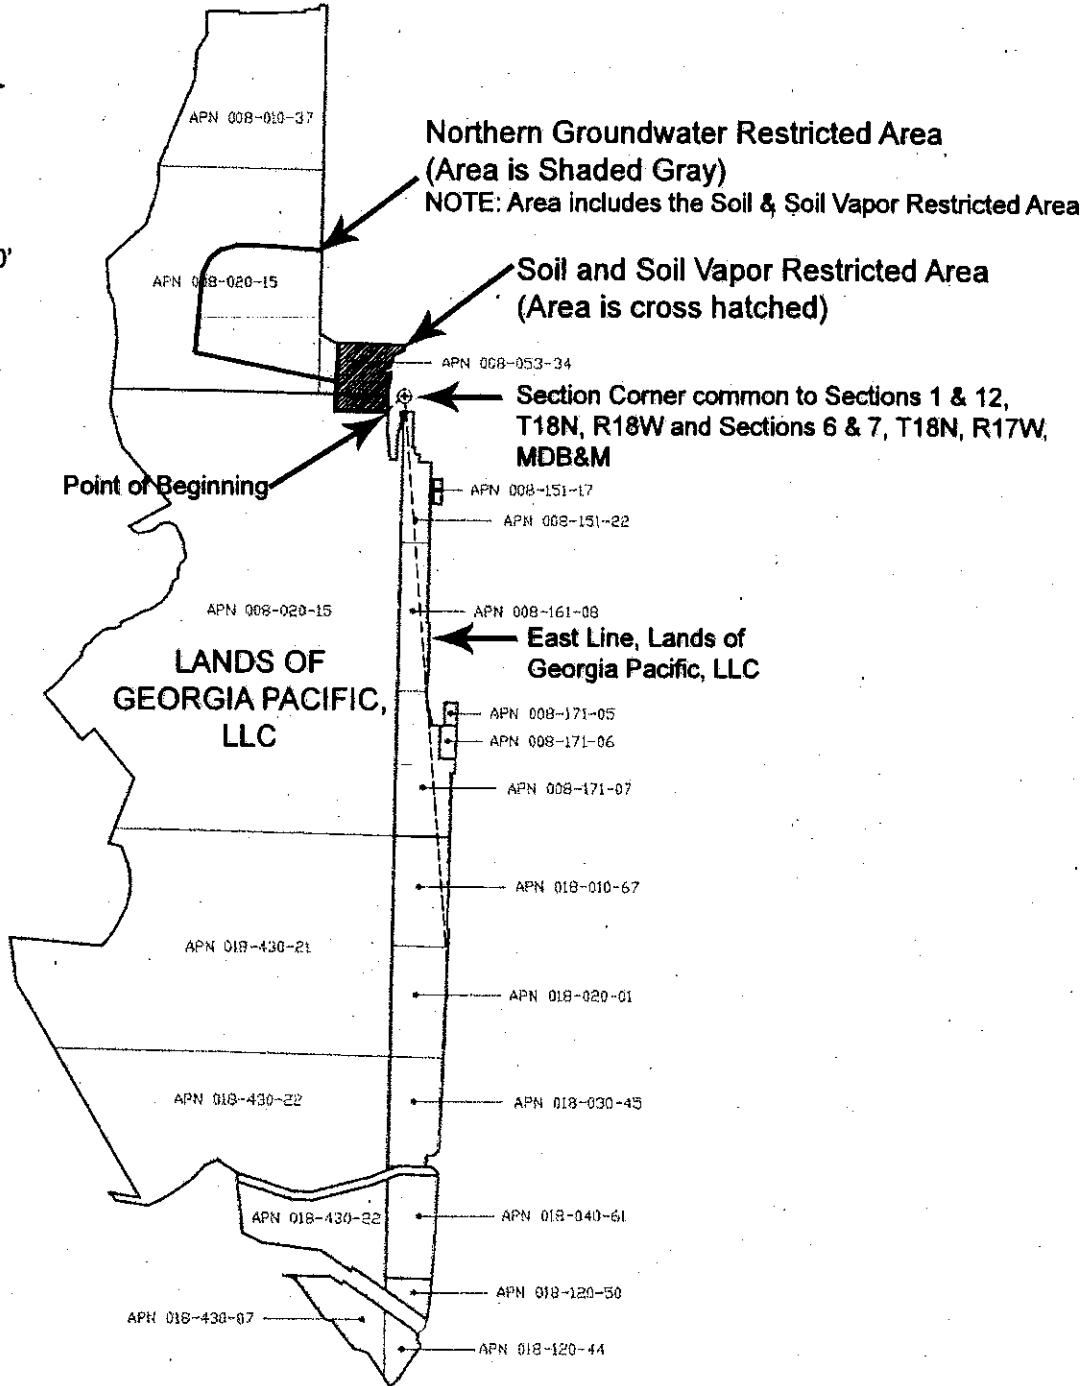 APN 008-010-37
Northern Groundwater Restricted Area
(Area is Shaded Gray)
NOTE: Area includes the Soil & Soil Vapor Restricted Area
0'
APN 008-020-15
Soil and Soil Vapor Restricted Area
(Area is cross hatched)
APN 008-053-34
Section Corner common to Sections 1 & 12,
T18N, R18W and Sections 6 & 7, T18N, R17W,
MDB&M
Point of Beginning
APN 008-151-17
APN 008-151-22
APN 008-020-15
APN 008-161-08
East Line, Lands of
Georgia Pacific, LLC
LANDS OF
GEORGIA PACIFIC,
LLC
APN 008-171-05
APN 008-171-06
APN 008-171-07
APN 018-010-67
APN 018-430-21
APN 018-020-01
APN 018-430-22
APN 018-030-45
APN 018-430-22
APN 018-040-61
APN 018-120-50
APN 018-430-07
APN 018-120-44